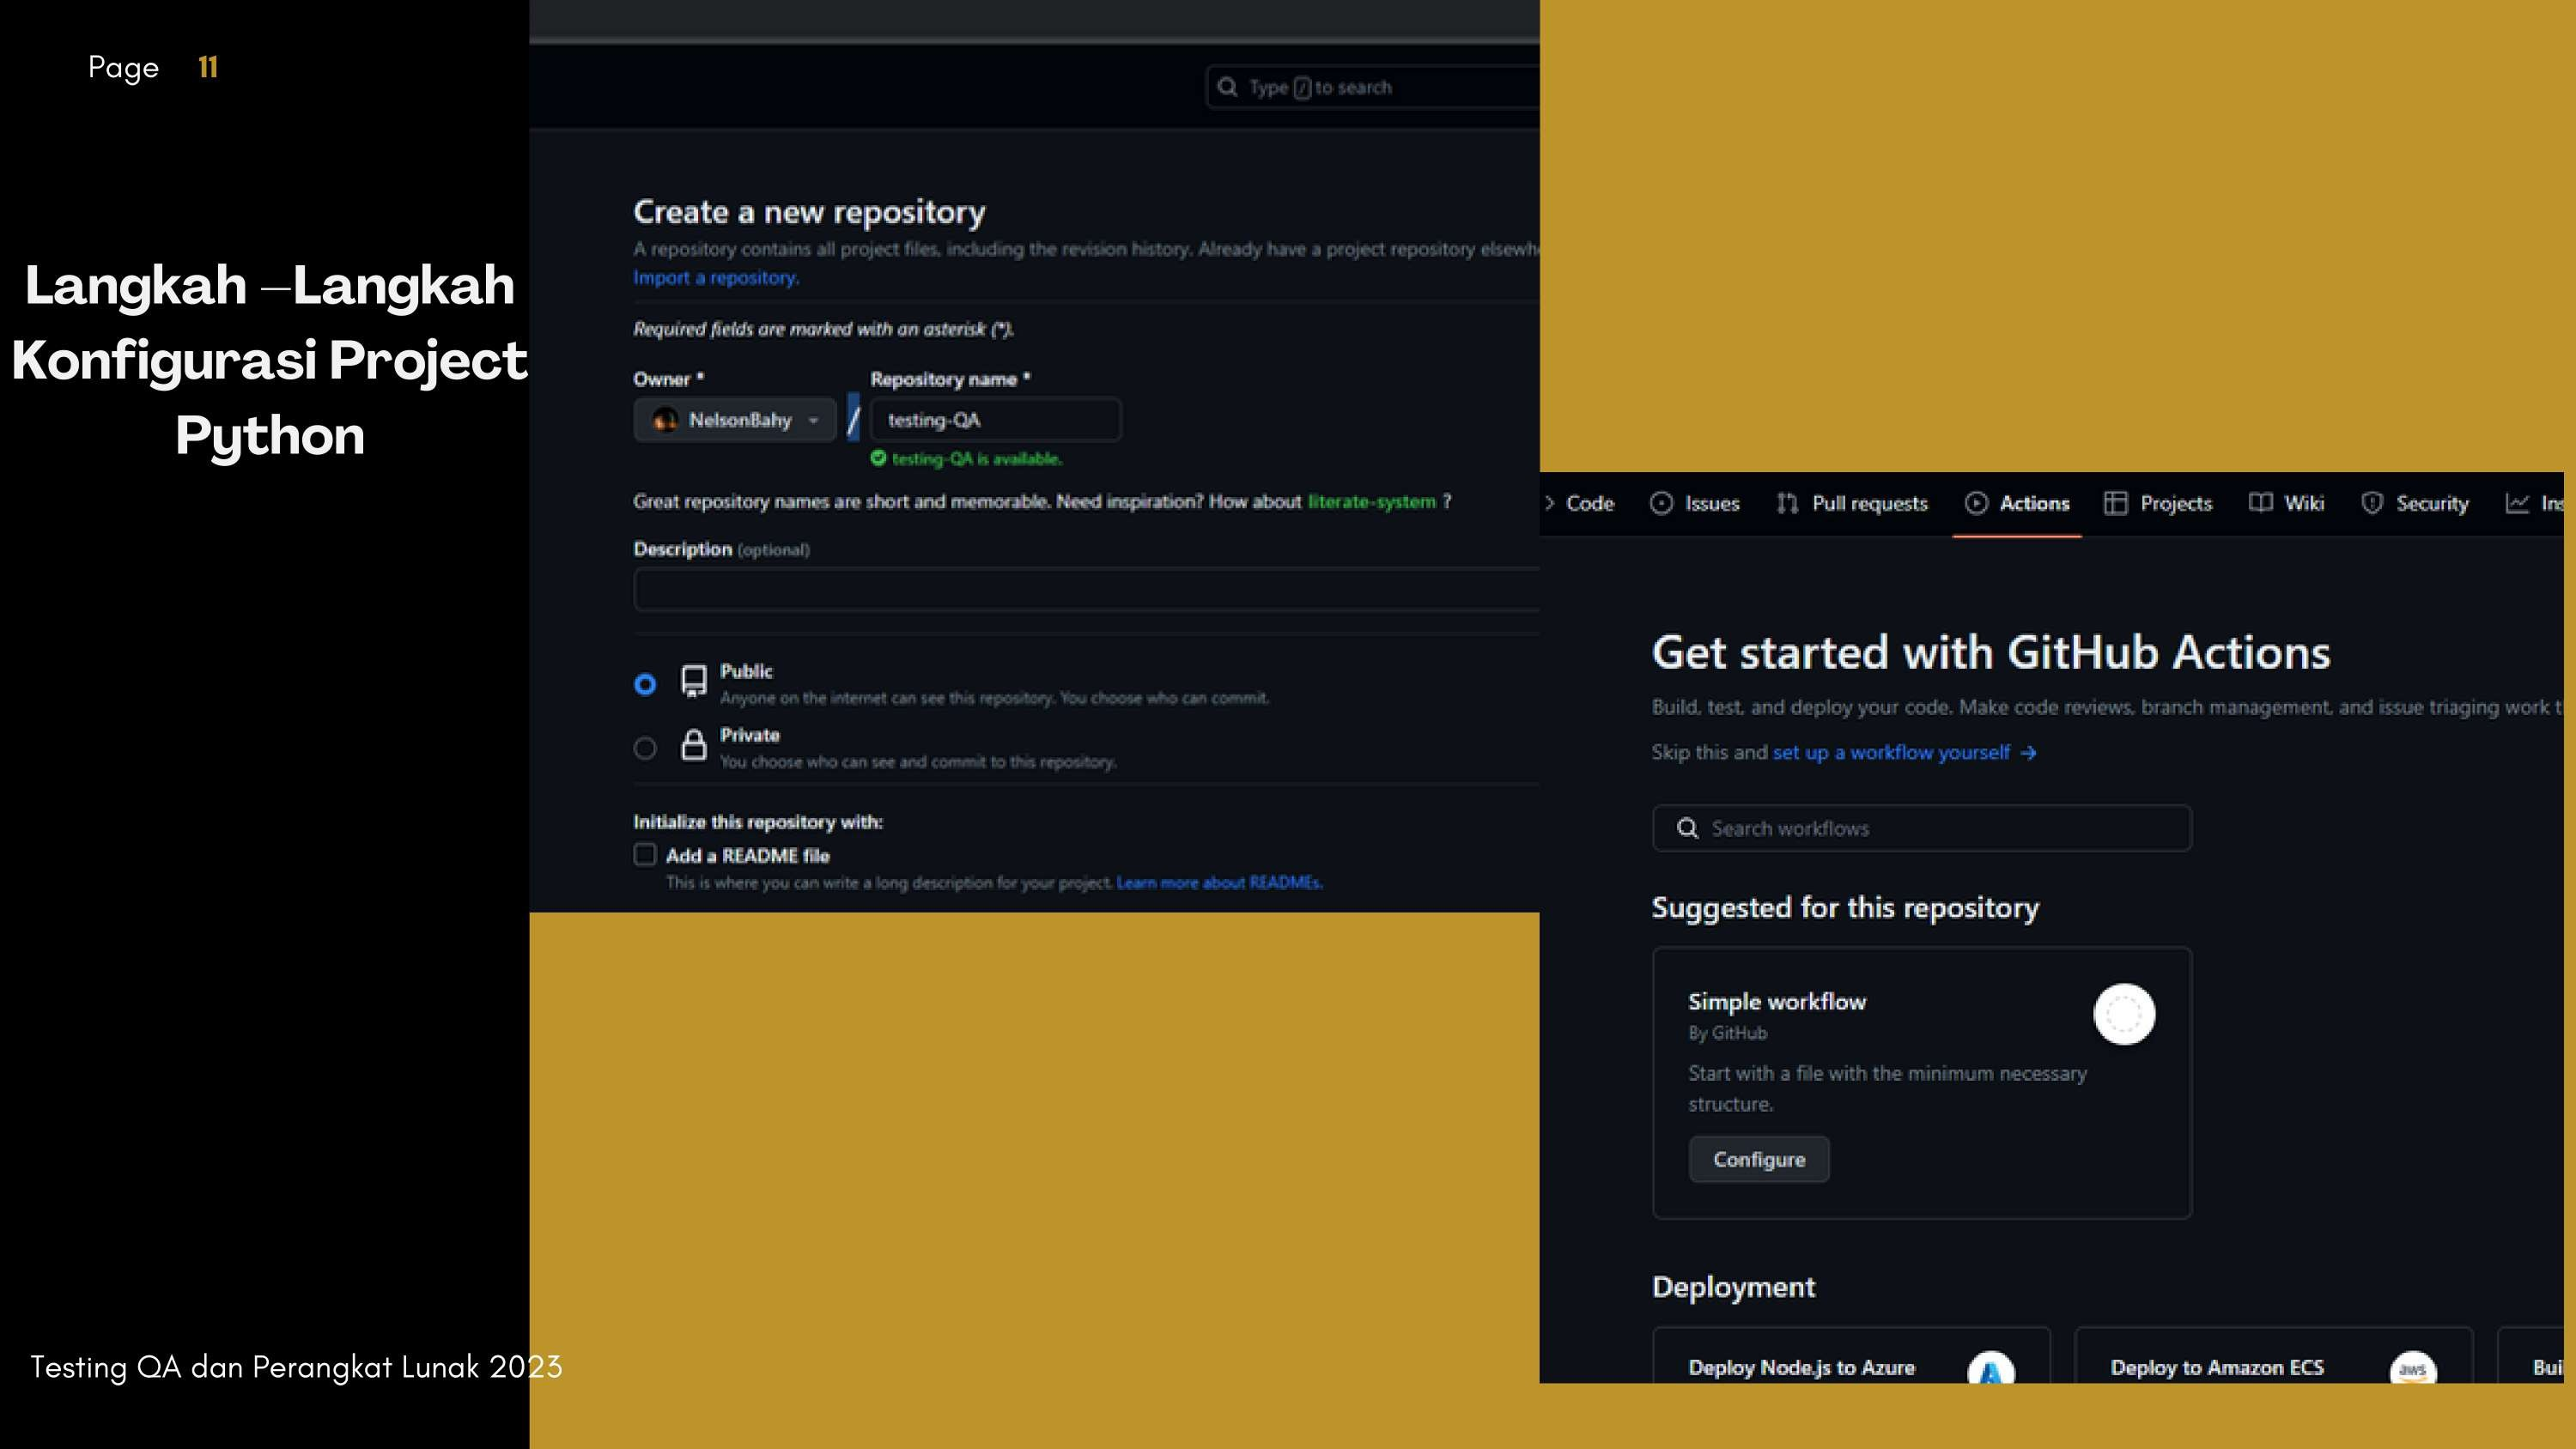 Page 11
Langkah –Langkah
Konfigurasi Project
Python
Testing QA dan Perangkat Lunak 2023
Type / to search
Create a new repository
A repository contains all project files, including the revision history. Already have a project repository
Import a repository.
Required fields are marked with an asterisk (*).
Owner * Repository name *
NelsonBahy / testing-QA
testing-QA is available.
Great repository names are short and memorable. Need inspiration? How about literate-system ?
Description (optional)
Public
Anyone on the internet can see this repository. You choose who can commit.
Private
You choose who can see and commit to this repository.
Initialize this repository with:
Add a README file
This is where you can write a long description for your project. Learn more about READMEs.
Code Issues Pull requests Actions Projects Wiki Security
Get started with GitHub Actions
Build, test, and deploy your code. Make code reviews, branch management, and issue triaging work
Skip this and set up a workflow yourself →
Search workflows
Suggested for this repository
Simple workflow
By GitHub
Start with a file with the minimum necessary
structure.
Configure
Deployment
Deploy Node.js to Azure
Deploy to Amazon ECS
aws